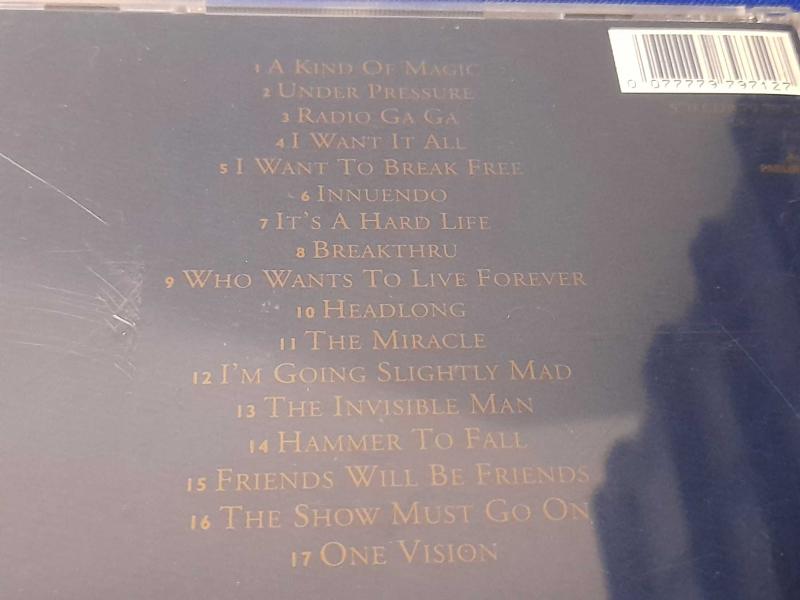 1 A KIND OF MAGIC
2 UNDER PRESSURE
3 RADIO GA GA
4 I WANT IT ALL
5 I WANT TO BREAK FREE
6 INNUENDO
7 IT'S A HARD LIFE
8 BREAKTHRU
9 WHO WANTS TO LIVE FOREVER
10 HEADLONG
11 THE MIRACLE
12 I'M GOING SLIGHTLY MAD
13 THE INVISIBLE MAN
14 HAMMER TO FALL
15 FRIENDS WILL BE FRIENDS
16 THE SHOW MUST GO ON
17 ONE VISION
0 077779 797127